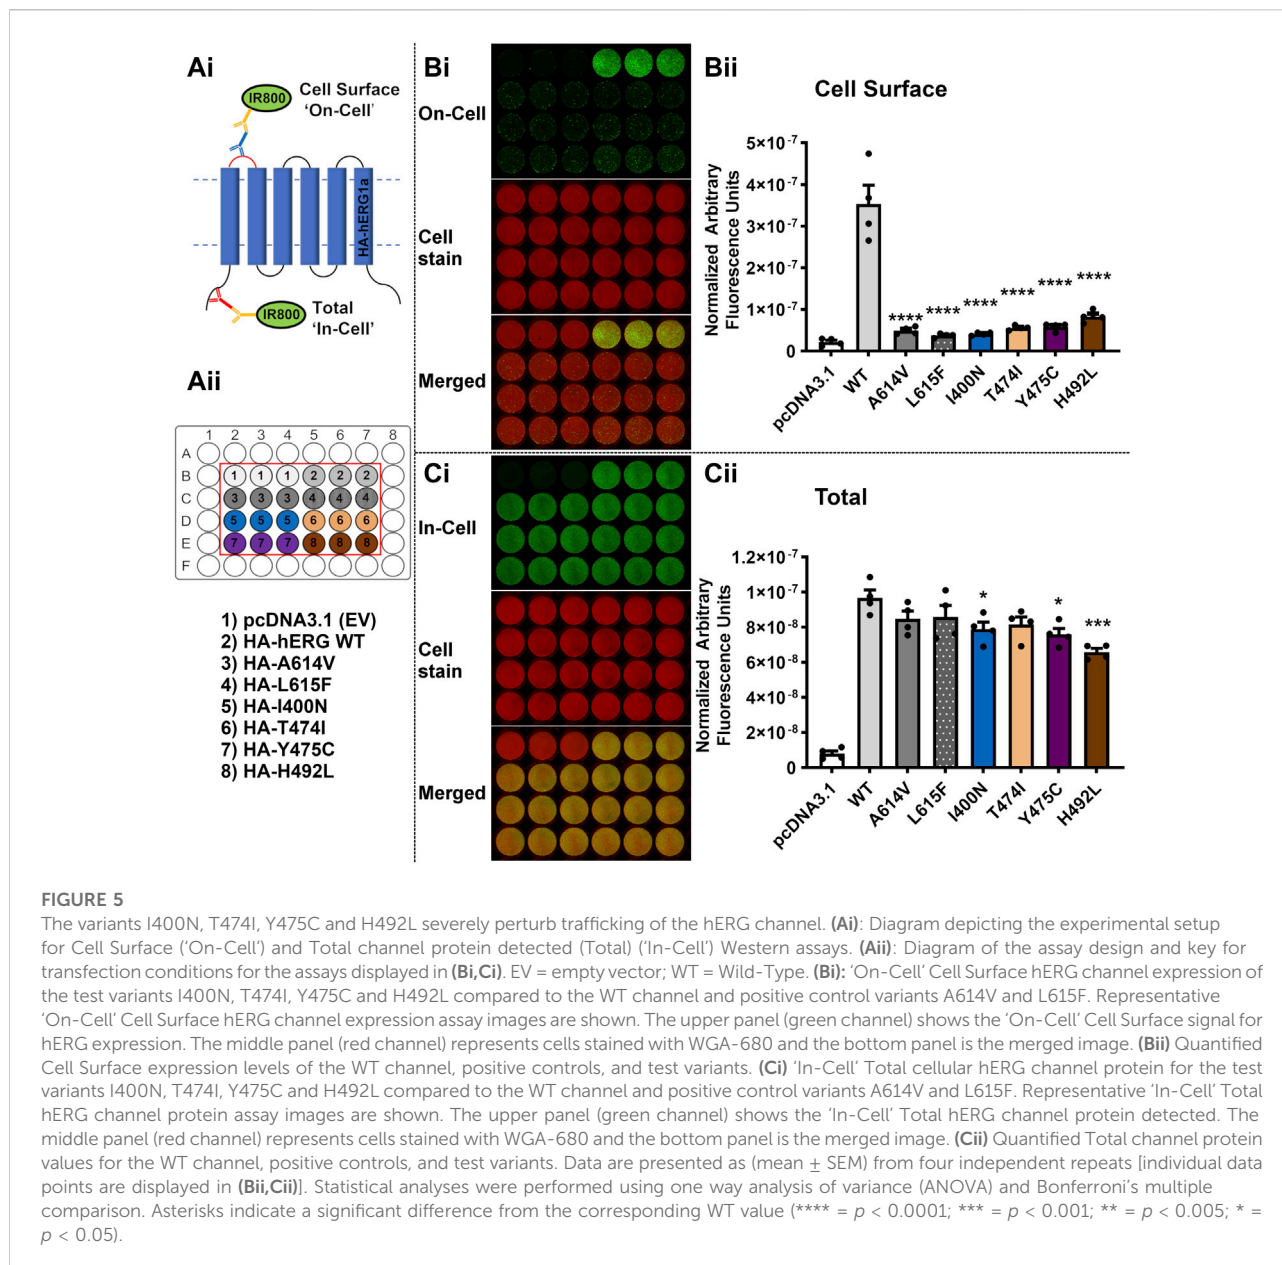 Ai
IR800
Cell Surface
'On-Cell'
HA-hERG1a
IR800
Total
'In-Cell'
Aii
1 2 3 4 5 6 7 8
A
B 1 1 1 2 2 2
C 3 3 3 4 4 4
D 5 5 5 6 6 6
E 7 7 7 8 8 8
F
1) pcDNA3.1 (EV)
2) HA-hERG WT
3) HA-A614V
4) HA-L615F
5) HA-I400N
6) HA-T474I
7) HA-Y475C
8) HA-H492L
Bi
On-Cell
Cell
stain
Merged
Bii
Cell Surface
Normalized Arbitrary
Fluorescence Units
5×10⁻⁷
4×10⁻⁷
3×10⁻⁷
2×10⁻⁷
1×10⁻⁷
0
**** **** **** **** **** ****
pcDNA3.1 WT A614V L615F I400N T474I Y475C H492L
Ci
In-Cell
Cell
stain
Merged
Cii
Total
Normalized Arbitrary
Fluorescence Units
1.2×10⁻⁷
1×10⁻⁷
8×10⁻⁸
6×10⁻⁸
4×10⁻⁸
2×10⁻⁸
0
* * ***
pcDNA3.1 WT A614V L615F I400N T474I Y475C H492L
FIGURE 5
The variants I400N, T474I, Y475C and H492L severely perturb trafficking of the hERG channel. (Ai): Diagram depicting the experimental setup
for Cell Surface ('On-Cell') and Total channel protein detected (Total) ('In-Cell') Western assays. (Aii): Diagram of the assay design and key for
transfection conditions for the assays displayed in (Bi,Ci). EV = empty vector; WT = Wild-Type. (Bi): 'On-Cell' Cell Surface hERG channel expression of
the test variants I400N, T474I, Y475C and H492L compared to the WT channel and positive control variants A614V and L615F. Representative
'On-Cell' Cell Surface hERG channel expression assay images are shown. The upper panel (green channel) shows the 'On-Cell' Cell Surface signal for
hERG expression. The middle panel (red channel) represents cells stained with WGA-680 and the bottom panel is the merged image. (Bii) Quantified
Cell Surface expression levels of the WT channel, positive controls, and test variants. (Ci) 'In-Cell' Total cellular hERG channel protein for the test
variants I400N, T474I, Y475C and H492L compared to the WT channel and positive control variants A614V and L615F. Representative 'In-Cell' Total
hERG channel protein assay images are shown. The upper panel (green channel) shows the 'In-Cell' Total hERG channel protein detected. The
middle panel (red channel) represents cells stained with WGA-680 and the bottom panel is the merged image. (Cii) Quantified Total channel protein
values for the WT channel, positive controls, and test variants. Data are presented as (mean ± SEM) from four independent repeats [individual data
points are displayed in (Bii,Cii)]. Statistical analyses were performed using one way analysis of variance (ANOVA) and Bonferroni's multiple
comparison. Asterisks indicate a significant difference from the corresponding WT value (**** = p < 0.0001; *** = p < 0.001; ** = p < 0.005; * =
p < 0.05).